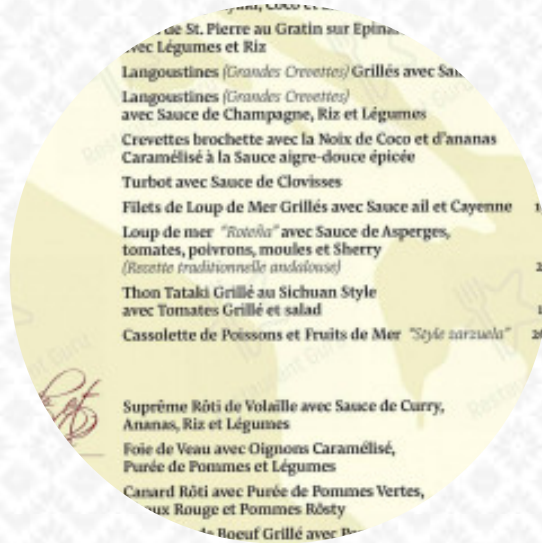 de St. Pierre au Gratin sur
avec Légumes et Riz
Langoustines (Grandes Crevettes) Grillés avec
Langoustines (Grandes Crevettes)
avec Sauce de Champagne, Riz et Légumes
Crevettes brochette avec la Noix de Coco et d'ananas
Caramélisé à la Sauce aigre-douce épicée
Turbot avec Sauce de Clovisses
Filets de Loup de Mer Grillés avec Sauce ail et Cayenne
Loup de mer "Roteña" avec Sauce de Asperges,
tomates, poivrons, moules et Sherry
(Recette traditionnelle andalouse)
Thon Tataki Grillé au Sichuan Style
avec Tomates Grillé et salad
Cassolette de Poissons et Fruits de Mer "Style zarzuela"
Suprême Rôti de Volaille avec Sauce de Curry,
Ananas, Riz et Légumes
Foie de Veau avec Oignons Caramélisé,
Purée de Pommes et Légumes
Canard Rôti avec Purée de Pommes Vertes,
Rouge et Pommes Rösty
Boeuf Grillé avec